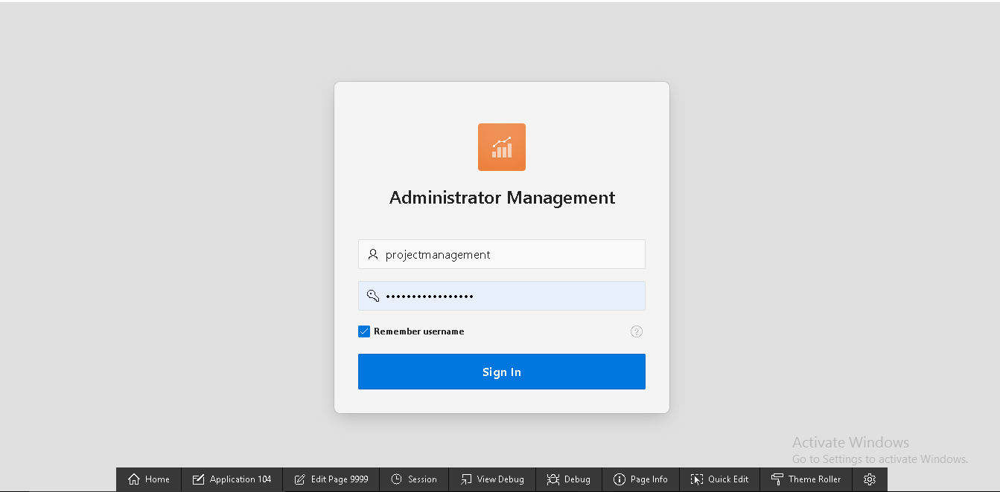 Administrator Management
projectmanagement
•••••••••••••••••
Remember username
?
Sign In
Activate Windows
Go to Settings to activate Windows.
Home Application 104 Edit Page 9999 Session View Debug Debug Page Info Quick Edit Theme Roller